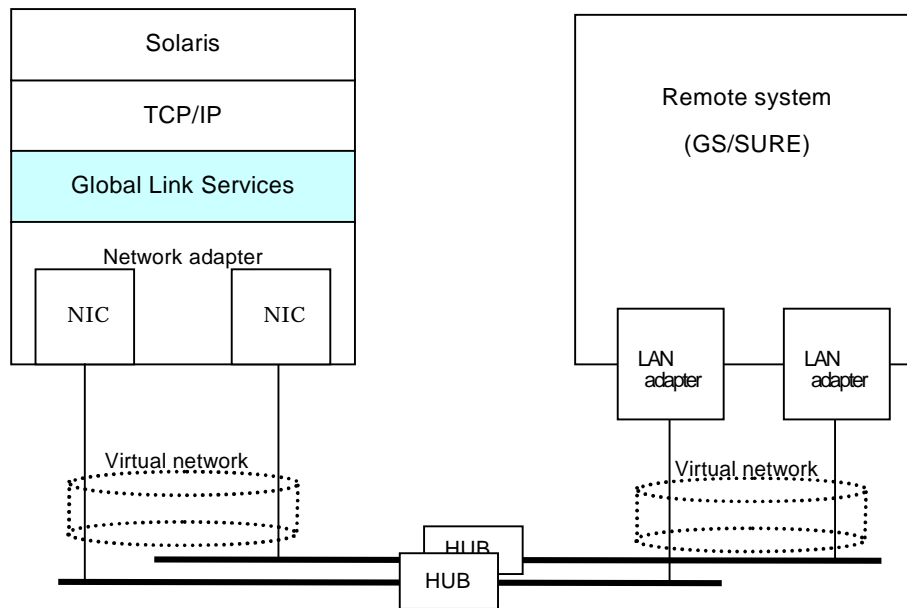 Solaris
TCP/IP
Global Link Services
Network adapter
NIC
NIC
Remote system
(GS/SURE)
LAN
adapter
LAN
adapter
Virtual network
Virtual network
HUB
HUB